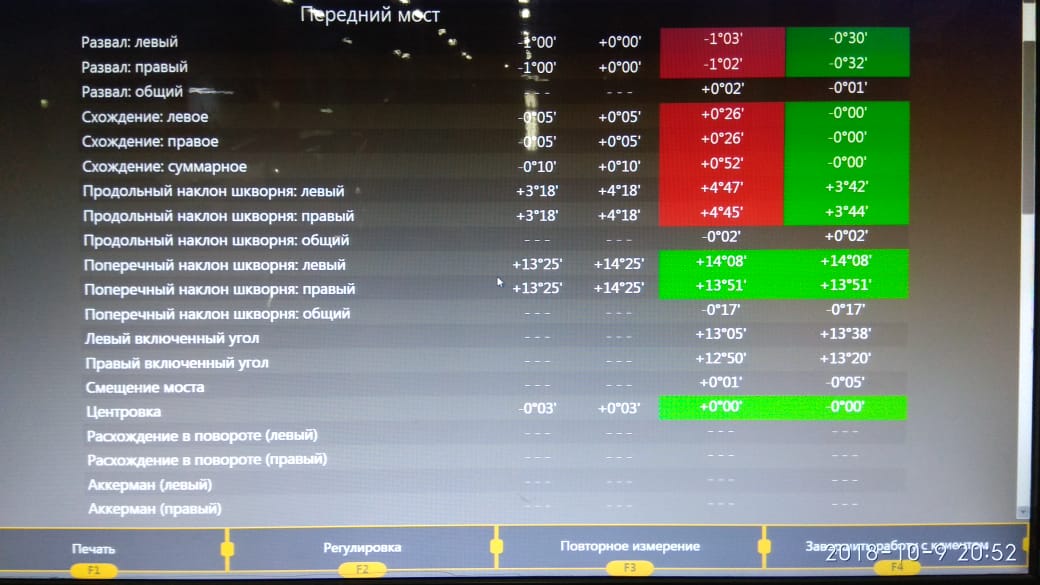 Передний мост
Развал: левый -1°00' +0°00' -1°03' -0°30'
Развал: правый -1°00' +0°00' -1°02' -0°32'
Развал: общий - - - - - - +0°02' -0°01'
Схождение: левое -0°05' +0°05' +0°26' -0°00'
Схождение: правое -0°05' +0°05' +0°26' -0°00'
Схождение: суммарное -0°10' +0°10' +0°52' -0°00'
Продольный наклон шкворня: левый +3°18' +4°18' +4°47' +3°42'
Продольный наклон шкворня: правый +3°18' +4°18' +4°45' +3°44'
Продольный наклон шкворня: общий - - - - - - -0°02' +0°02'
Поперечный наклон шкворня: левый +13°25' +14°25' +14°08' +14°08'
Поперечный наклон шкворня: правый +13°25' +14°25' +13°51' +13°51'
Поперечный наклон шкворня: общий - - - - - - -0°17' -0°17'
Левый включенный угол - - - - - - +13°05' +13°38'
Правый включенный угол - - - - - - +12°50' +13°20'
Смещение моста - - - - - - +0°01' -0°05'
Центровка -0°03' +0°03' +0°00' -0°00'
Расхождение в повороте (левый) - - - - - - - - - - - -
Расхождение в повороте (правый) - - - - - - - - - - - -
Аккерман (левый) - - - - - - - - - - - -
Аккерман (правый) - - - - - - - - - - - -
Печать Регулировка Повторное измерение Завершить работу с клиентом
F1 F2 F3 F4
2018-10-9 20:52